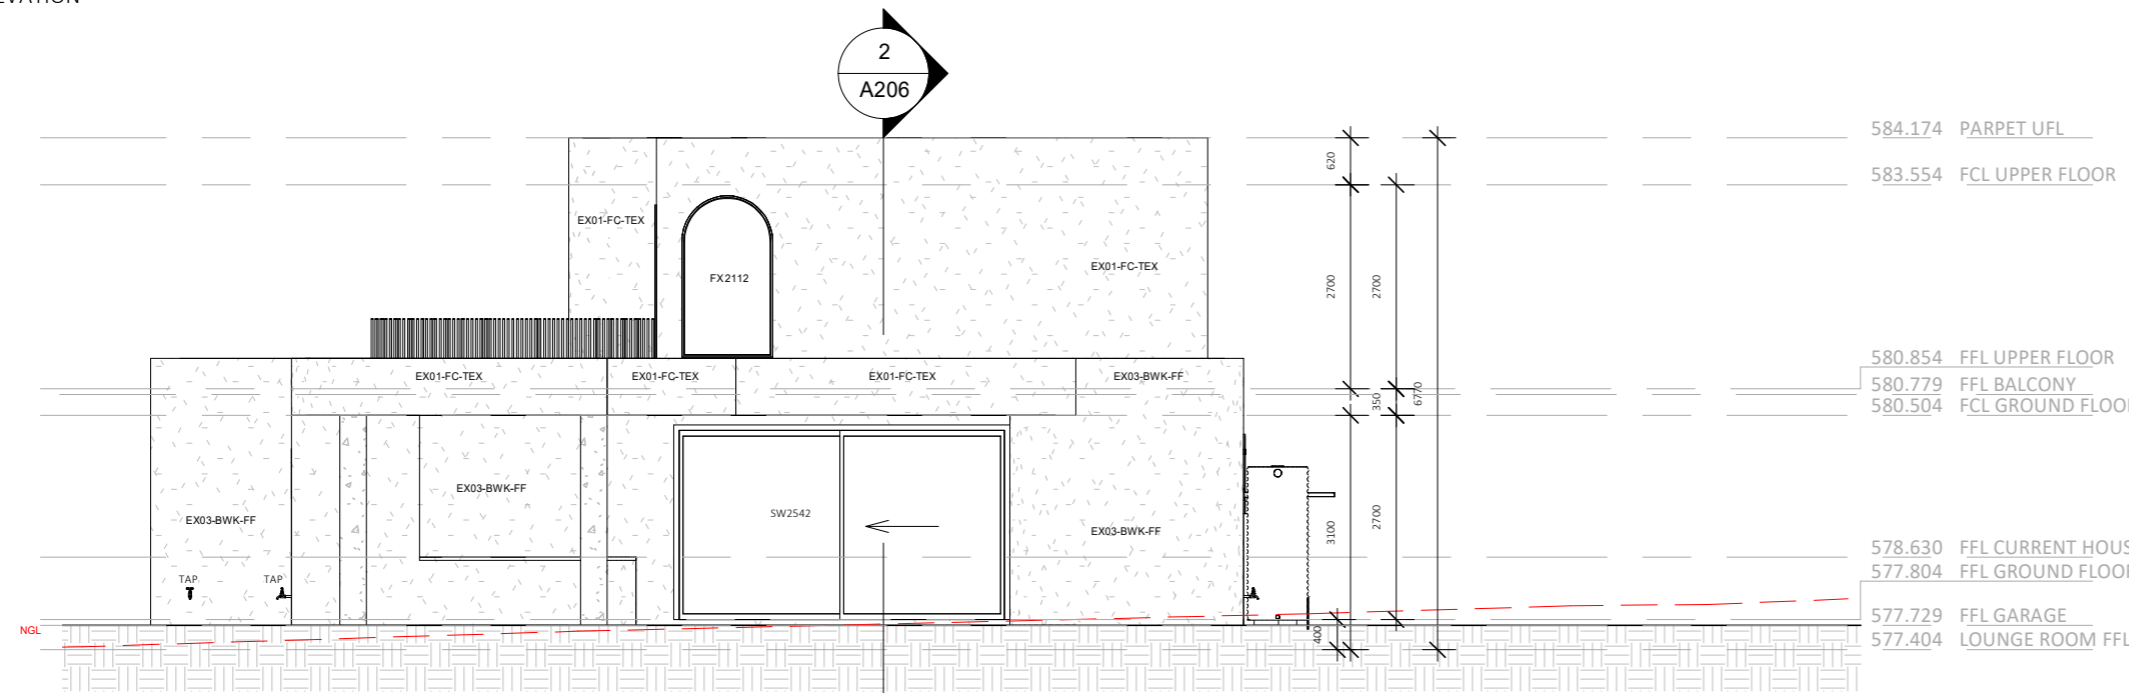 2
A206
584.174 PARPET UFL
620
583.554 FCL UPPER FLOOR
EX01-FC-TEX
EX01-FC-TEX
FX2112
2700
2700
580.854 FFL UPPER FLOOR
EX01-FC-TEX
EX01-FC-TEX
EX01-FC-TEX
EX03-BWK-FF
580.779 FFL BALCONY
350
6770
580.504 FCL GROUND FLOOR
EX03-BWK-FF
EX03-BWK-FF
SW2542
EX03-BWK-FF
3100
2700
578.630 FFL CURRENT HOUS
577.804 FFL GROUND FLOOR
TAP
TAP
577.729 FFL GARAGE
NGL
400
577.404 LOUNGE ROOM FFL